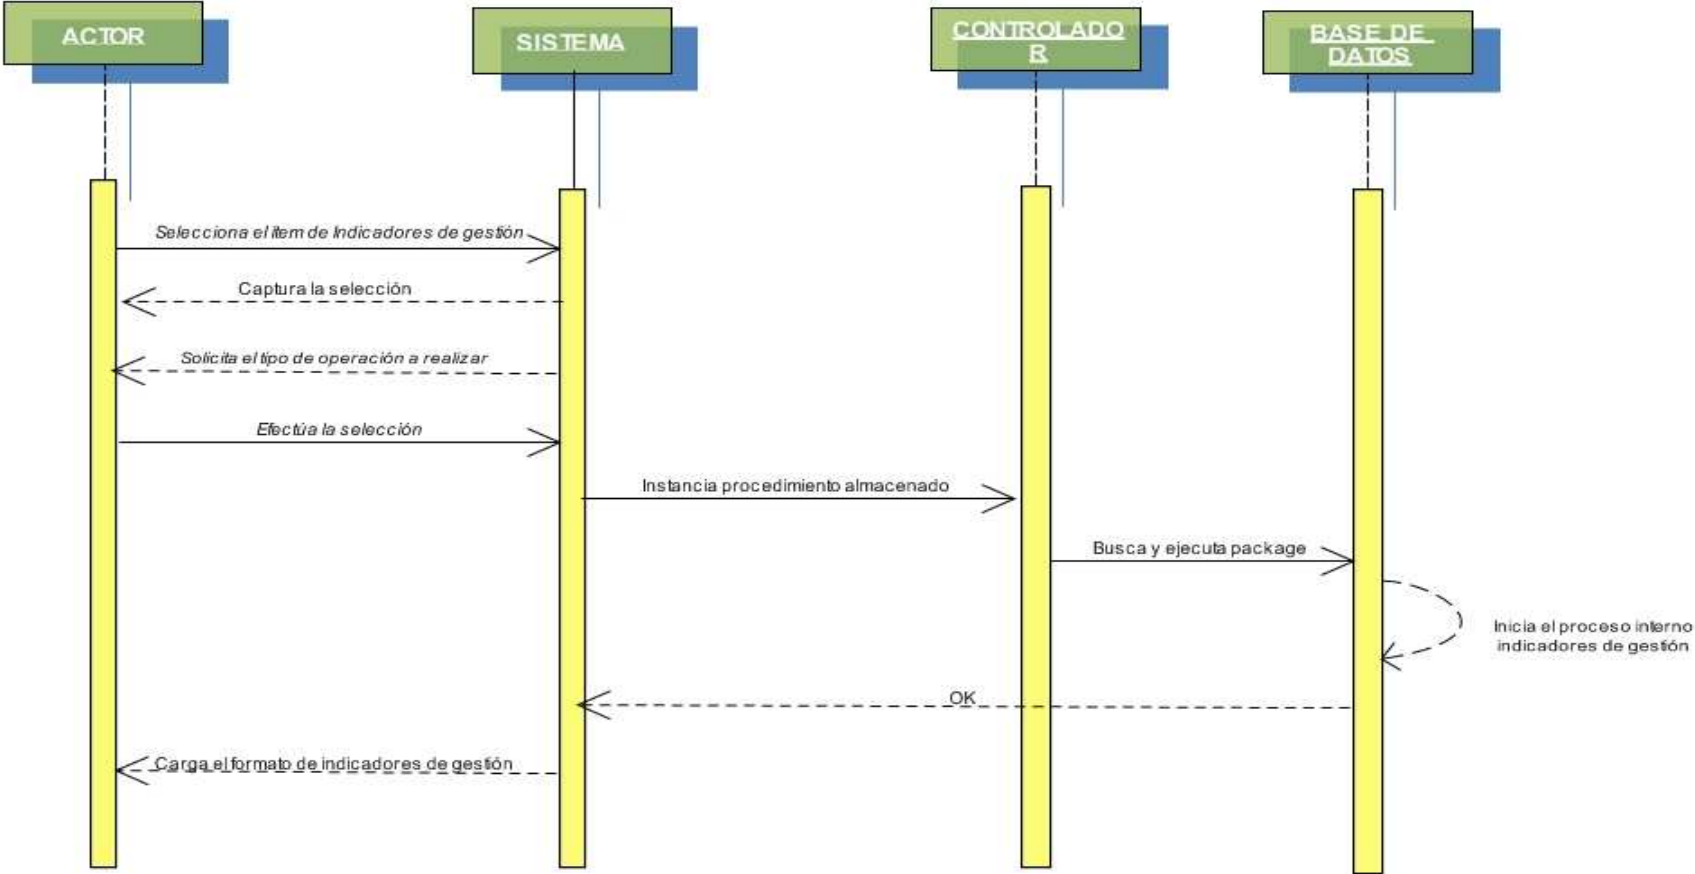 ACTOR
SISTEMA
CONTROLADO
R
BASE DE
DATOS
Selecciona el ítem de Indicadores de gestión
Captura la selección
Solicita el tipo de operación a realizar
Efectúa la selección
Instancia procedimiento almacenado
Busca y ejecuta package
Inicia el proceso interno
indicadores de gestión
OK
Carga el formato de indicadores de gestión